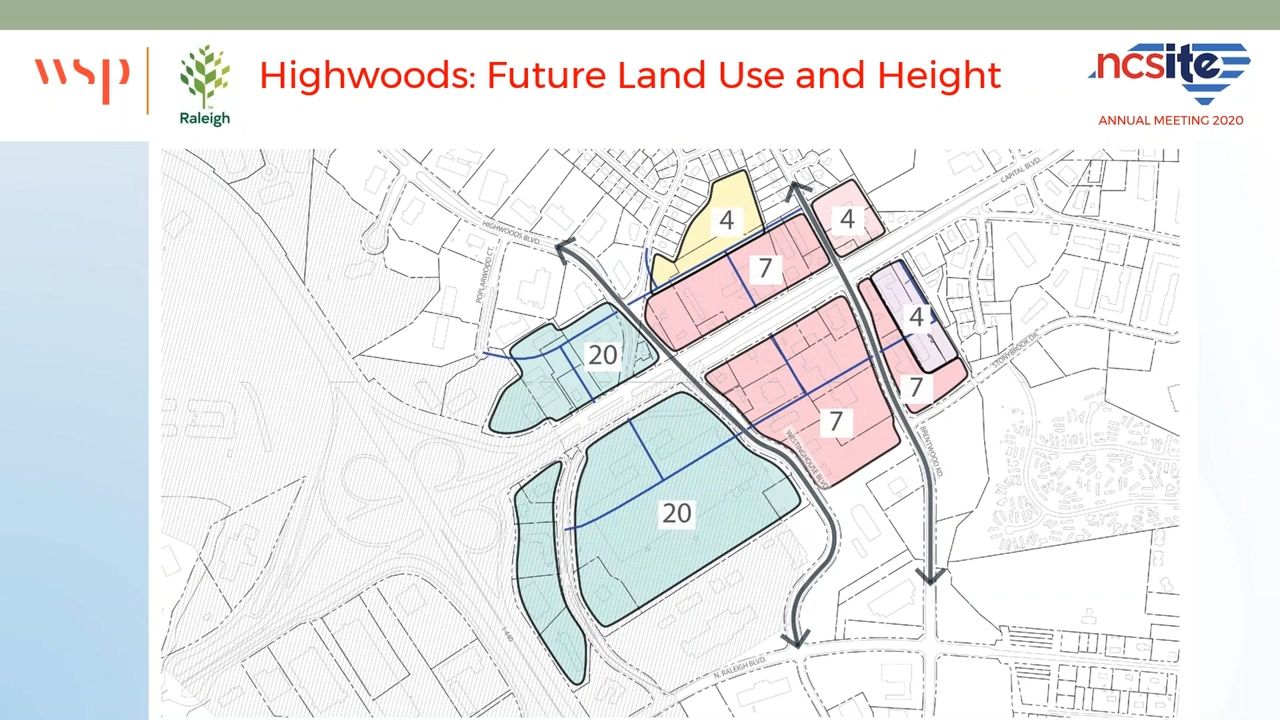 wsp
Raleigh
Highwoods: Future Land Use and Height
ncsite
ANNUAL MEETING 2020
CAPITAL BLVD.
HIGHWOODS BLVD.
POPLARWOOD CT.
4
4
7
4
20
STONYBROOK DR.
7
7
WESTINGHOUSE BLVD.
BRENTWOOD RD.
20
I-440
N. RALEIGH BLVD.